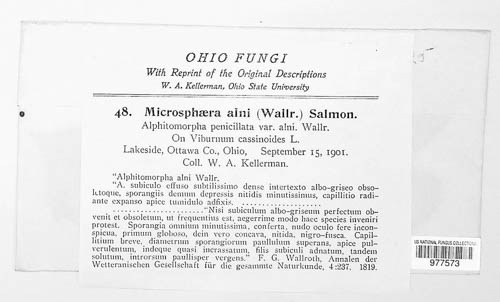 OHIO FUNGI
With Reprint of the Original Descriptions
W. A. Kellerman, Ohio State University
48. Microsphæra alni (Wallr.) Salmon.
Alphitomorpha penicillata var. alni. Wallr.
On Viburnum cassinoides L.
Lakeside, Ottawa Co., Ohio, September 15, 1901.
Coll. W. A. Kellerman.
"Alphitomorpha alni Wallr.
"A. subiculo effuso subtilissimo dense intertexto albo-griseo obso-
letoque, sporangiis demum depressis nitidis minutissimus, capillitio radi-
ante expanso apice tumidulo adfixis.
"Nisi subiculum albo-griseum perfectum ob-
venit et obsoletum, ut frequentius est, aegerrime modo haec species inveniri
protest. Sporangia omnium minutissima, conferta, nudo oculo fere incon-
spicua, primum globoso, dein vero concava, nitida, nigro-fusca. Capil-
litium breve, diametrum sporangiorum paullulum superans, apice pul-
verulentum, indeque quasi incrassatum, filis subiculi adnatum, tandem
solutum, introrsum paullisper vergens." F. G. Wallroth, Annalen der
Wetteranischen Gesellschaft für die gesammte Naturkunde, 4:237. 1819.
US NATIONAL FUNGUS COLLECTIONS
977573